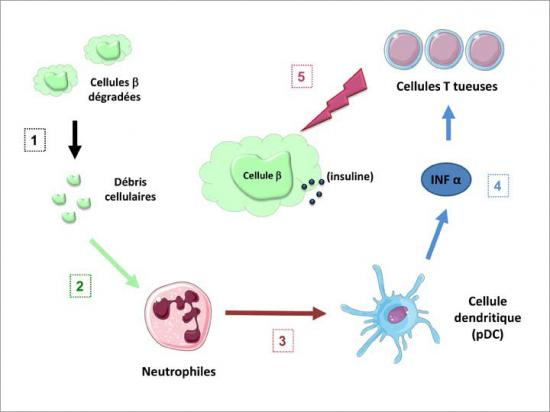 Cellules β
dégradées
1
Débris
cellulaires
2
Neutrophiles
3
Cellule
dendritique
(pDC)
INF α
4
Cellules T tueuses
5
Cellule β
(insuline)